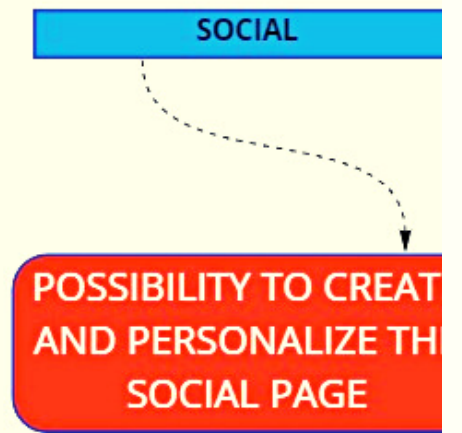 SOCIAL
POSSIBILITY TO CREAT
AND PERSONALIZE TH
SOCIAL PAGE